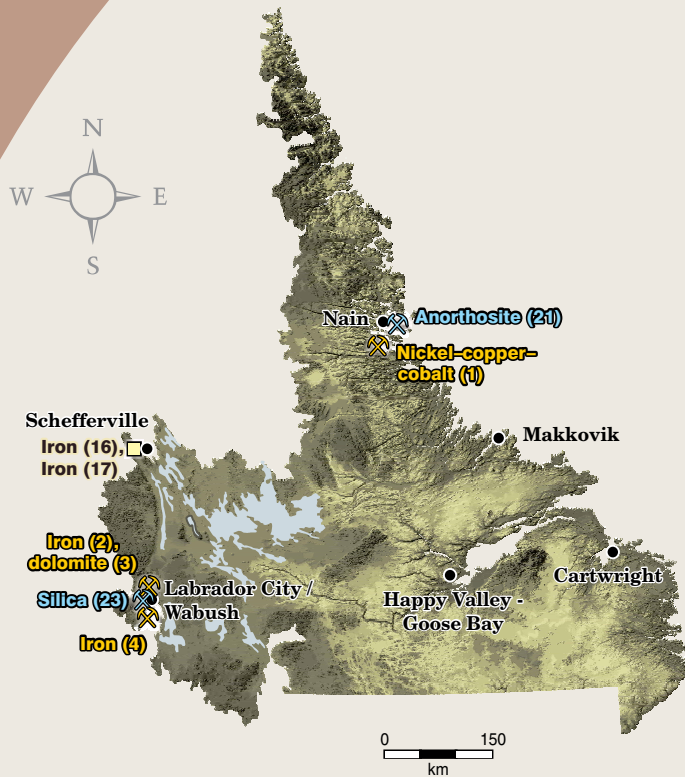 N
W
E
S
Nain
Anorthosite (21)
Nickel–copper–
cobalt (1)
Schefferville
Iron (16),
Iron (17)
Makkovik
Iron (2),
dolomite (3)
Silica (23)
Labrador City /
Wabush
Iron (4)
Cartwright
Happy Valley -
Goose Bay
0
150
km